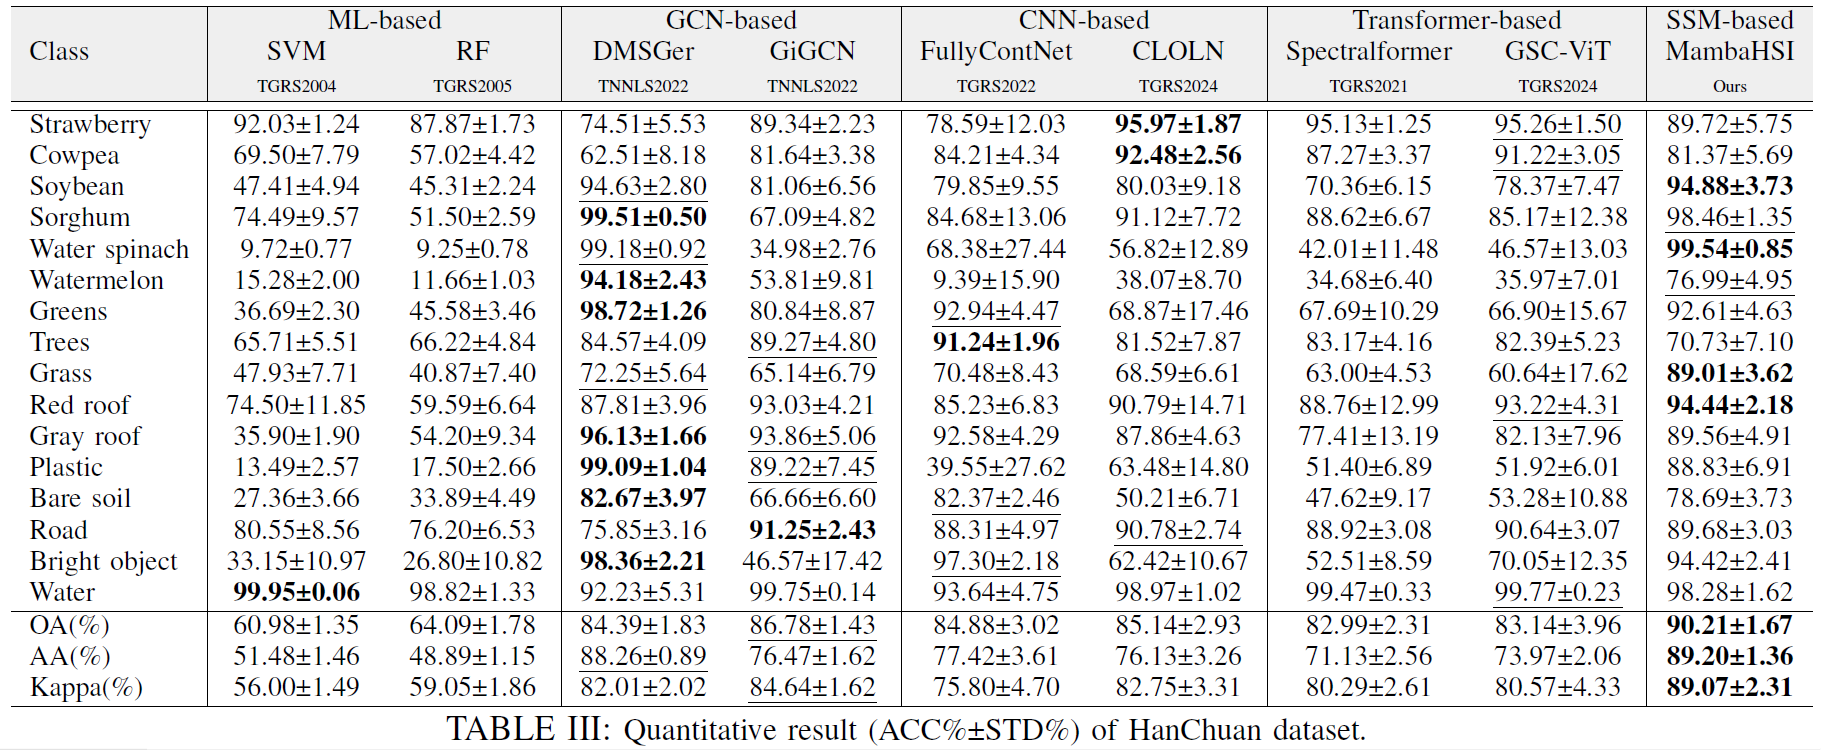 ML-based GCN-based CNN-based Transformer-based SSM-based
Class SVM RF DMSGer GiGCN FullyContNet CLOLN Spectralformer GSC-ViT MambaHSI
TGRS2004 TGRS2005 TNNLS2022 TNNLS2022 TGRS2022 TGRS2024 TGRS2021 TGRS2024 Ours
Strawberry 92.03±1.24 87.87±1.73 74.51±5.53 89.34±2.23 78.59±12.03 95.97±1.87 95.13±1.25 95.26±1.50 89.72±5.75
Cowpea 69.50±7.79 57.02±4.42 62.51±8.18 81.64±3.38 84.21±4.34 92.48±2.56 87.27±3.37 91.22±3.05 81.37±5.69
Soybean 47.41±4.94 45.31±2.24 94.63±2.80 81.06±6.56 79.85±9.55 80.03±9.18 70.36±6.15 78.37±7.47 94.88±3.73
Sorghum 74.49±9.57 51.50±2.59 99.51±0.50 67.09±4.82 84.68±13.06 91.12±7.72 88.62±6.67 85.17±12.38 98.46±1.35
Water spinach 9.72±0.77 9.25±0.78 99.18±0.92 34.98±2.76 68.38±27.44 56.82±12.89 42.01±11.48 46.57±13.03 99.54±0.85
Watermelon 15.28±2.00 11.66±1.03 94.18±2.43 53.81±9.81 9.39±15.90 38.07±8.70 34.68±6.40 35.97±7.01 76.99±4.95
Greens 36.69±2.30 45.58±3.46 98.72±1.26 80.84±8.87 92.94±4.47 68.87±17.46 67.69±10.29 66.90±15.67 92.61±4.63
Trees 65.71±5.51 66.22±4.84 84.57±4.09 89.27±4.80 91.24±1.96 81.52±7.87 83.17±4.16 82.39±5.23 70.73±7.10
Grass 47.93±7.71 40.87±7.40 72.25±5.64 65.14±6.79 70.48±8.43 68.59±6.61 63.00±4.53 60.64±17.62 89.01±3.62
Red roof 74.50±11.85 59.59±6.64 87.81±3.96 93.03±4.21 85.23±6.83 90.79±14.71 88.76±12.99 93.22±4.31 94.44±2.18
Gray roof 35.90±1.90 54.20±9.34 96.13±1.66 93.86±5.06 92.58±4.29 87.86±4.63 77.41±13.19 82.13±7.96 89.56±4.91
Plastic 13.49±2.57 17.50±2.66 99.09±1.04 89.22±7.45 39.55±27.62 63.48±14.80 51.40±6.89 51.92±6.01 88.83±6.91
Bare soil 27.36±3.66 33.89±4.49 82.67±3.97 66.66±6.60 82.37±2.46 50.21±6.71 47.62±9.17 53.28±10.88 78.69±3.73
Road 80.55±8.56 76.20±6.53 75.85±3.16 91.25±2.43 88.31±4.97 90.78±2.74 88.92±3.08 90.64±3.07 89.68±3.03
Bright object 33.15±10.97 26.80±10.82 98.36±2.21 46.57±17.42 97.30±2.18 62.42±10.67 52.51±8.59 70.05±12.35 94.42±2.41
Water 99.95±0.06 98.82±1.33 92.23±5.31 99.75±0.14 93.64±4.75 98.97±1.02 99.47±0.33 99.77±0.23 98.28±1.62
OA(%) 60.98±1.35 64.09±1.78 84.39±1.83 86.78±1.43 84.88±3.02 85.14±2.93 82.99±2.31 83.14±3.96 90.21±1.67
AA(%) 51.48±1.46 48.89±1.15 88.26±0.89 76.47±1.62 77.42±3.61 76.13±3.26 71.13±2.56 73.97±2.06 89.20±1.36
Kappa(%) 56.00±1.49 59.05±1.86 82.01±2.02 84.64±1.62 75.80±4.70 82.75±3.31 80.29±2.61 80.57±4.33 89.07±2.31
TABLE III: Quantitative result (ACC%±STD%) of HanChuan dataset.